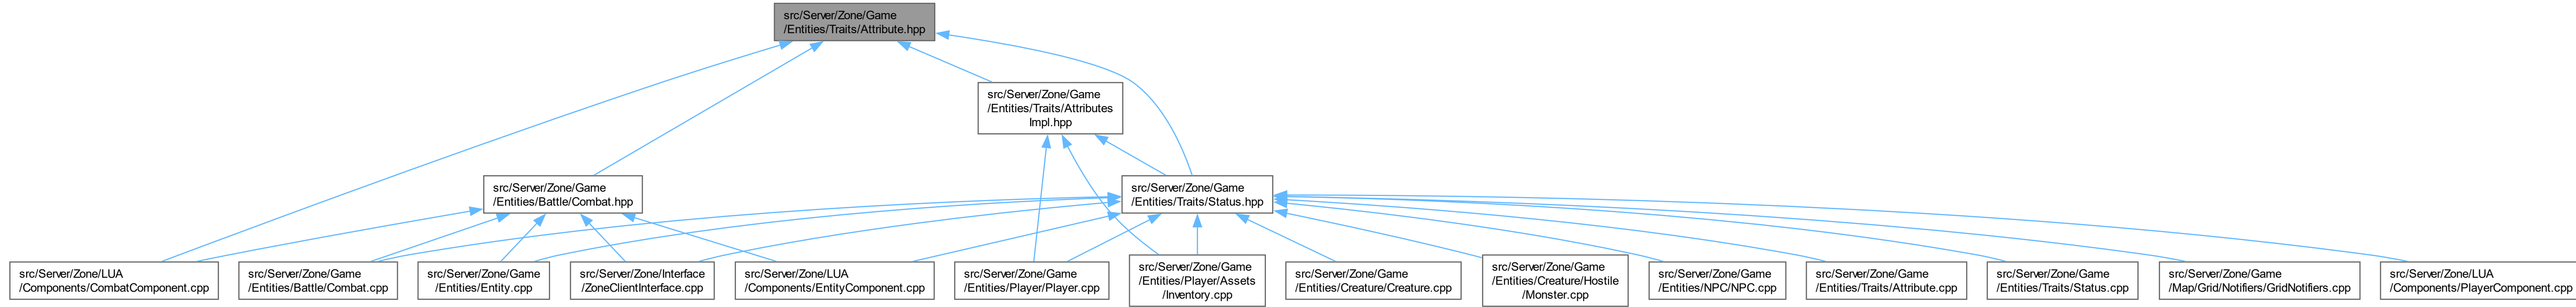 src/Server/Zone/Game
/Entities/Traits/Attribute.hpp
src/Server/Zone/Game
/Entities/Traits/Attributes
Impl.hpp
src/Server/Zone/Game
/Entities/Battle/Combat.hpp
src/Server/Zone/Game
/Entities/Traits/Status.hpp
src/Server/Zone/LUA
/Components/CombatComponent.cpp
src/Server/Zone/Game
/Entities/Battle/Combat.cpp
src/Server/Zone/Game
/Entities/Entity.cpp
src/Server/Zone/Interface
/ZoneClientInterface.cpp
src/Server/Zone/LUA
/Components/EntityComponent.cpp
src/Server/Zone/Game
/Entities/Player/Player.cpp
src/Server/Zone/Game
/Entities/Player/Assets
/Inventory.cpp
src/Server/Zone/Game
/Entities/Creature/Creature.cpp
src/Server/Zone/Game
/Entities/Creature/Hostile
/Monster.cpp
src/Server/Zone/Game
/Entities/NPC/NPC.cpp
src/Server/Zone/Game
/Entities/Traits/Attribute.cpp
src/Server/Zone/Game
/Entities/Traits/Status.cpp
src/Server/Zone/Game
/Map/Grid/Notifiers/GridNotifiers.cpp
src/Server/Zone/LUA
/Components/PlayerComponent.cpp